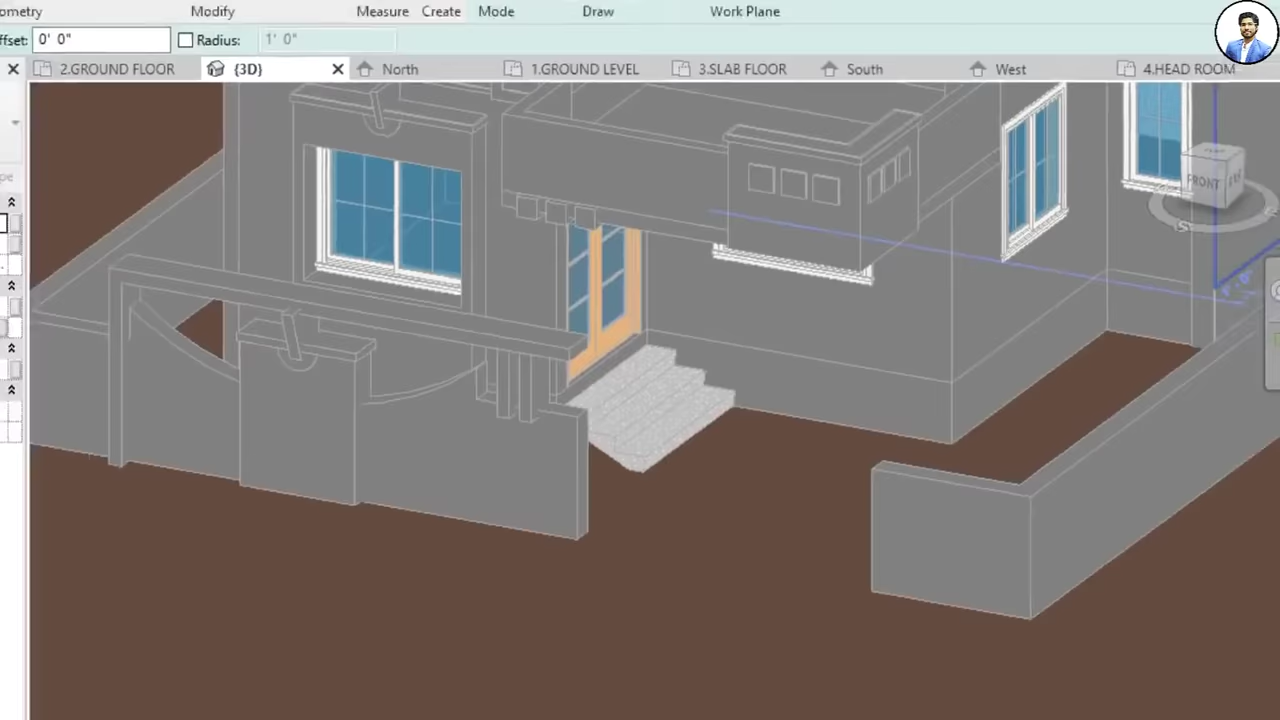 ometry Modify Measure Create Mode Draw Work Plane
ffset: 0' 0" Radius: 1' 0"
2.GROUND FLOOR {3D} North 1.GROUND LEVEL 3.SLAB FLOOR South West 4.HEAD ROOM
pe
FRONT
S